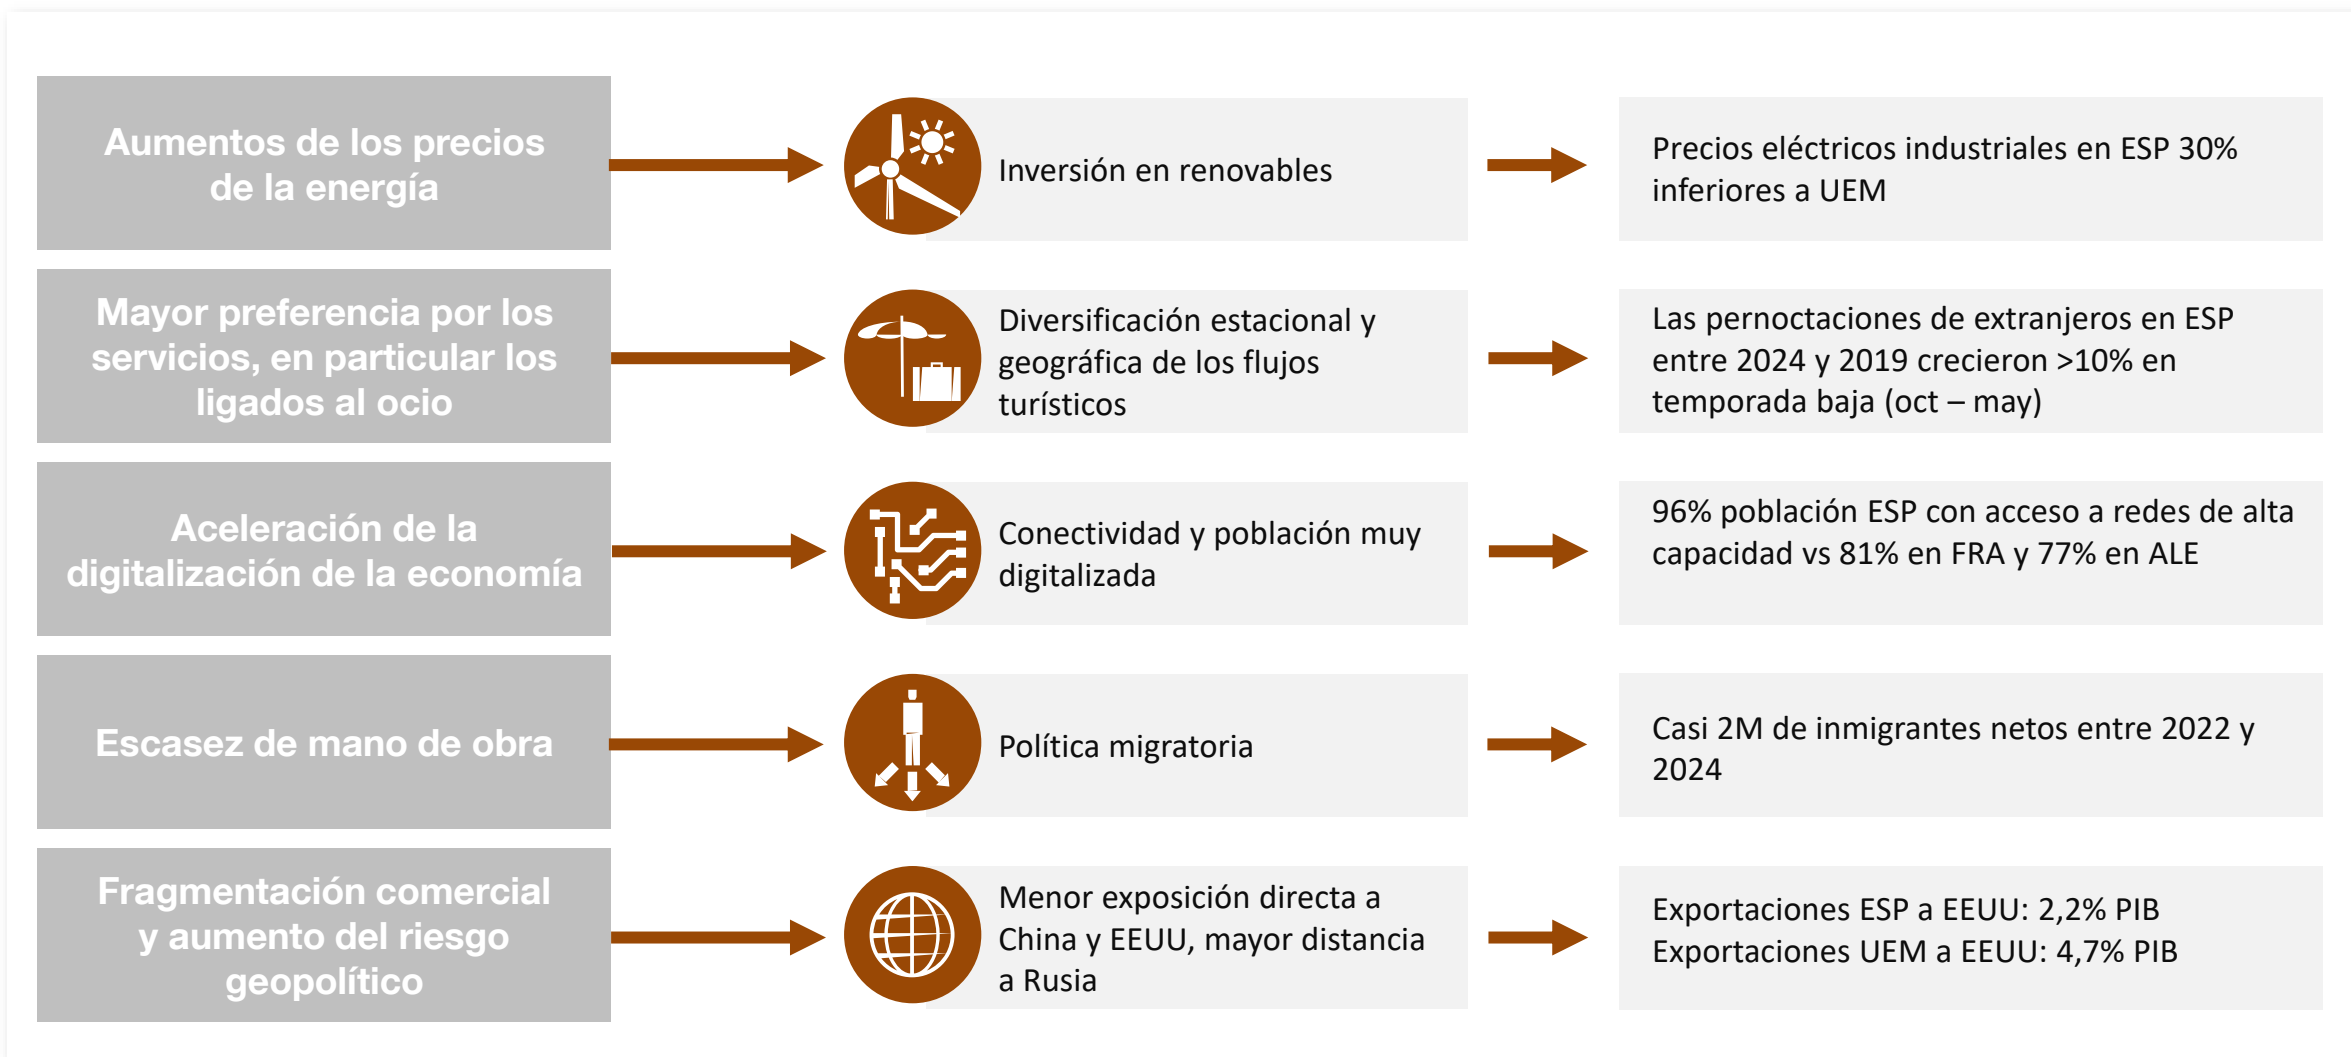 Aumentos de los precios
de la energía
Inversión en renovables
Precios eléctricos industriales en ESP 30%
inferiores a UEM
Mayor preferencia por los
servicios, en particular los
ligados al ocio
Diversificación estacional y
geográfica de los flujos
turísticos
Las pernoctaciones de extranjeros en ESP
entre 2024 y 2019 crecieron >10% en
temporada baja (oct – may)
Aceleración de la
digitalización de la economía
Conectividad y población muy
digitalizada
96% población ESP con acceso a redes de alta
capacidad vs 81% en FRA y 77% en ALE
Escasez de mano de obra
Política migratoria
Casi 2M de inmigrantes netos entre 2022 y
2024
Fragmentación comercial
y aumento del riesgo
geopolítico
Menor exposición directa a
China y EEUU, mayor distancia
a Rusia
Exportaciones ESP a EEUU: 2,2% PIB
Exportaciones UEM a EEUU: 4,7% PIB